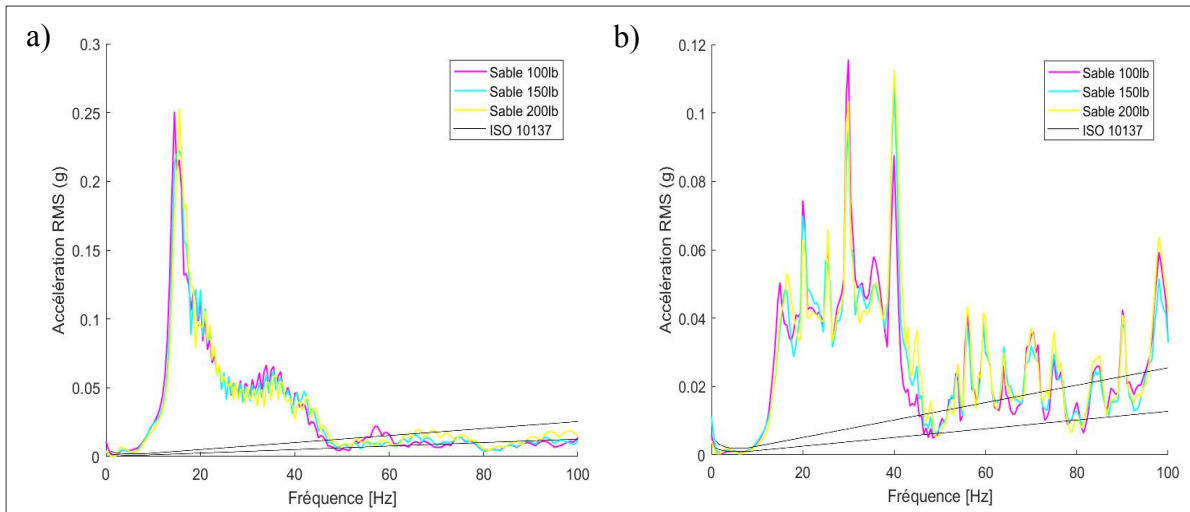 a)
0.3
0.25
0.2
0.15
0.1
0.05
0
Accélération RMS (g)
0
20
40
60
80
100
Fréquence [Hz]
Sable 100lb
Sable 150lb
Sable 200lb
ISO 10137
b)
0.12
0.1
0.08
0.06
0.04
0.02
0
Accélération RMS (g)
0
20
40
60
80
100
Fréquence [Hz]
Sable 100lb
Sable 150lb
Sable 200lb
ISO 10137